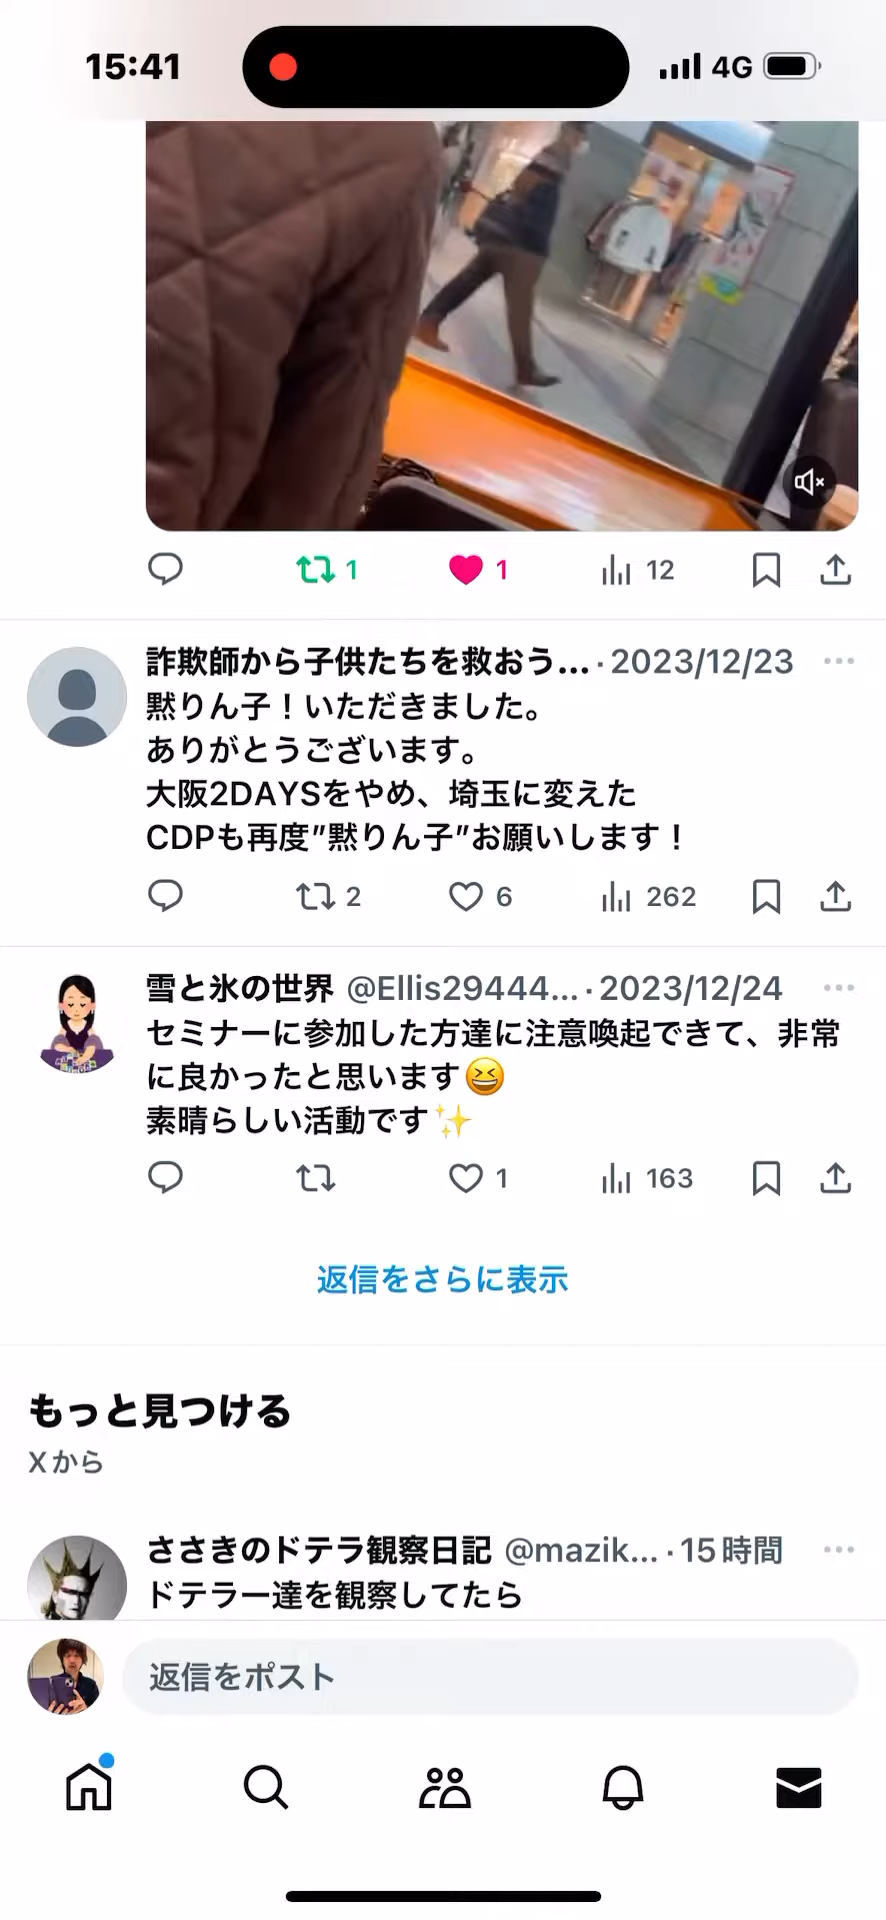 15:41
4G
1
1
12
詐欺師から子供たちを救おう... · 2023/12/23
黙りん子！いただきました。
ありがとうございます。
大阪2DAYSをやめ、埼玉に変えた
CDPも再度”黙りん子”お願いします！
2
6
262
雪と氷の世界 @Ellis29444... · 2023/12/24
セミナーに参加した方達に注意喚起できて、非常
に良かったと思います😆
素晴らしい活動です✨
1
163
返信をさらに表示
もっと見つける
Xから
ささきのドテラ観察日記 @mazik... · 15時間
ドテラー達を観察してたら
返信をポスト